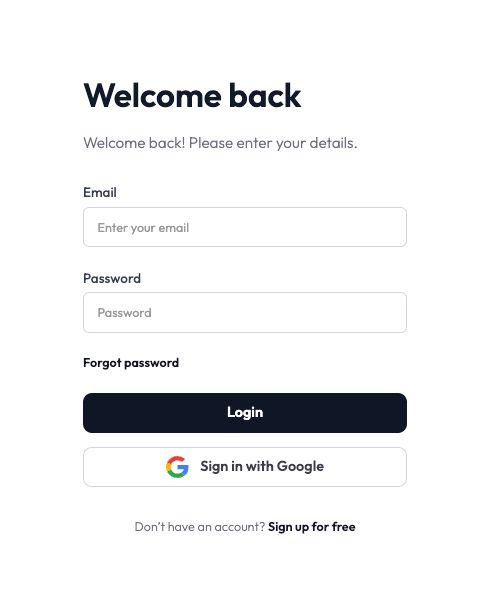 Welcome back
Welcome back! Please enter your details.
Email
Enter your email
Password
Password
Forgot password
Login
Sign in with Google
Don’t have an account? Sign up for free